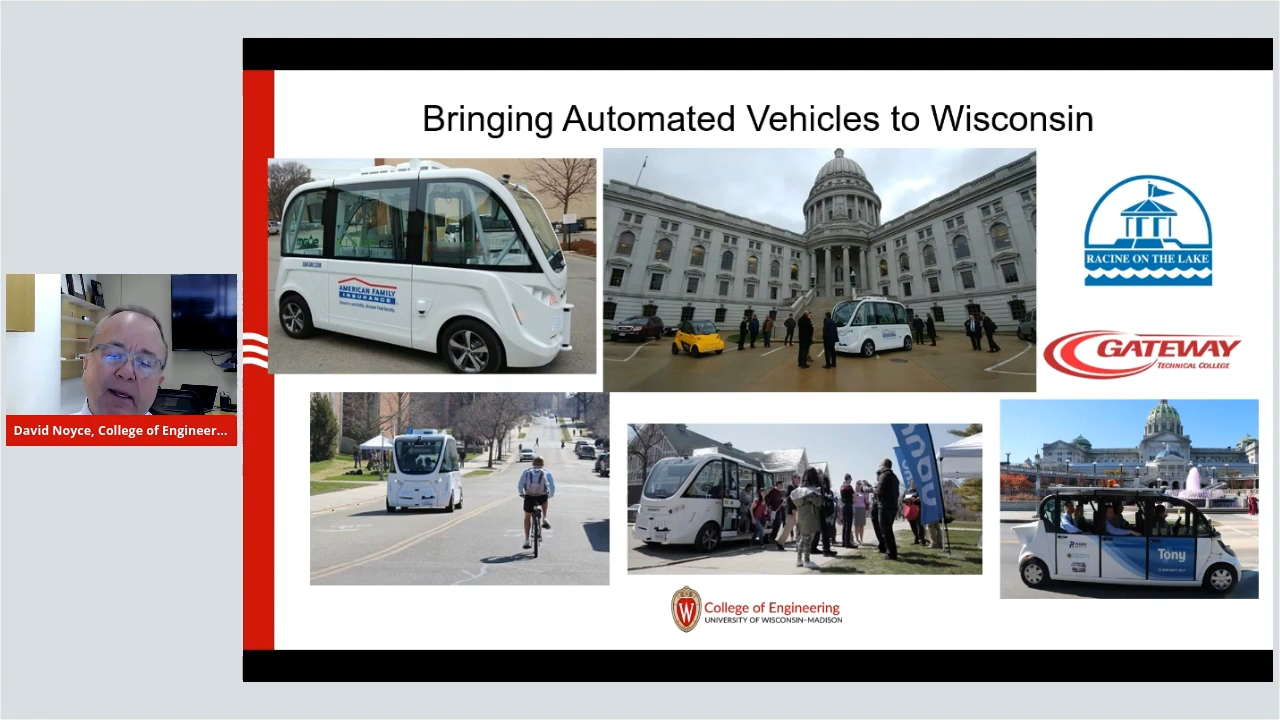 Bringing Automated Vehicles to Wisconsin
AMERICAN FAMILY
INSURANCE
RACINE ON THE LAKE
GATEWAY
TECHNICAL COLLEGE
David Noyce, College of Engineer...
Tony
College of Engineering
UNIVERSITY OF WISCONSIN–MADISON
W